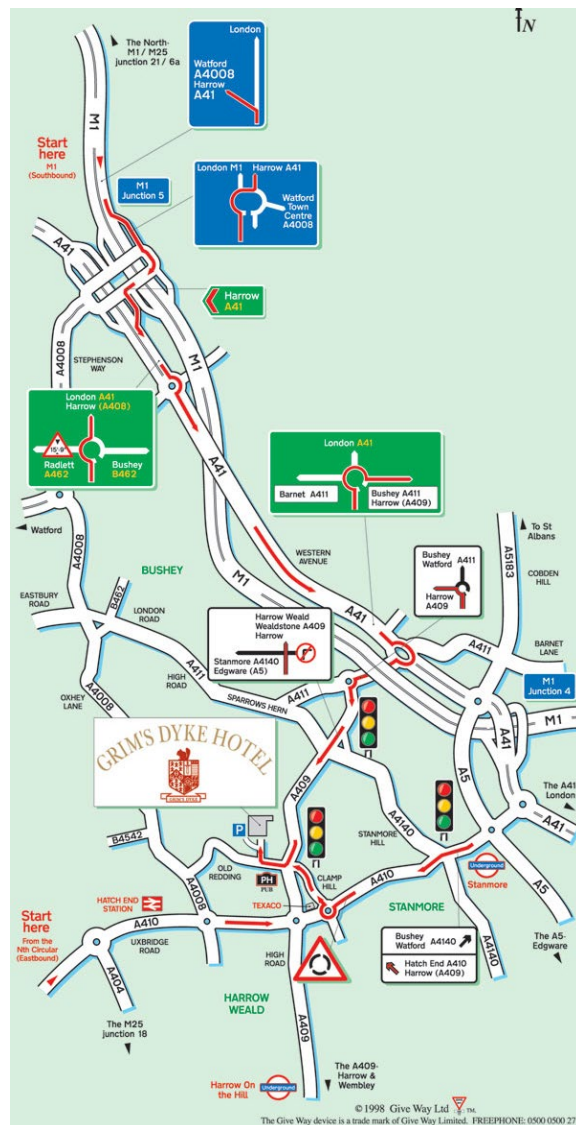 N
The North-
M1 / M25
junction 21 / 6a
London
Watford
A4008
Harrow
A41
M1
Start
here
M1
(Southbound)
M1
Junction 5
London M1
Harrow A41
Watford
Town
Centre
A4008
A41
Harrow
A41
A4008
STEPHENSON
WAY
M1
London A41
Harrow (A408)
15'-9"
Radlett
A462
Bushey
B462
A41
London A41
Barnet A411
Bushey A411
Harrow (A409)
Watford
A4008
To St
Albans
WESTERN
AVENUE
A5183
COBDEN
HILL
BUSHEY
M1
Bushey
Watford
A411
Harrow
A409
B462
EASTBURY
ROAD
LONDON
ROAD
A41
Harrow Weald
Wealdstone A409
Harrow
Stanmore A4140
Edgware (A5)
A411
BARNET
LANE
A411
HIGH
ROAD
A411
M1
Junction 4
OXHEY
LANE
A4008
SPARROWS HERN
M1
GRIM'S DYKE HOTEL
GRIM'S DYKE
A409
A5
A41
The A41
London
A41
P
B4542
A4140
STANMORE
HILL
OLD
REDDING
PH
PUB
CLAMP
HILL
A410
Underground
Stanmore
A5
HATCH END
STATION
A4008
TEXACO
STANMORE
Start
here
From the
Nth Circular
(Eastbound)
A410
UXBRIDGE
ROAD
HIGH
ROAD
Bushey
Watford A4140
Hatch End A410
Harrow (A409)
A4140
The A5-
Edgware
A404
HARROW
WEALD
The M25
junction 18
A409
The A409-
Harrow &
Wembley
Harrow On
the Hill
Underground
© 1998 Give Way Ltd TM.
The Give Way device is a trade mark of Give Way Limited. FREEPHONE: 0500 0500 27